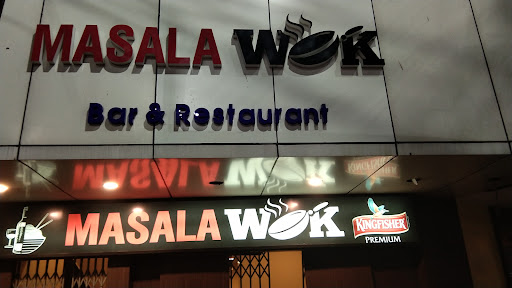 MASALA WOK
Bar & Restaurant
MASALA WOK
KINGFISHER
PREMIUM